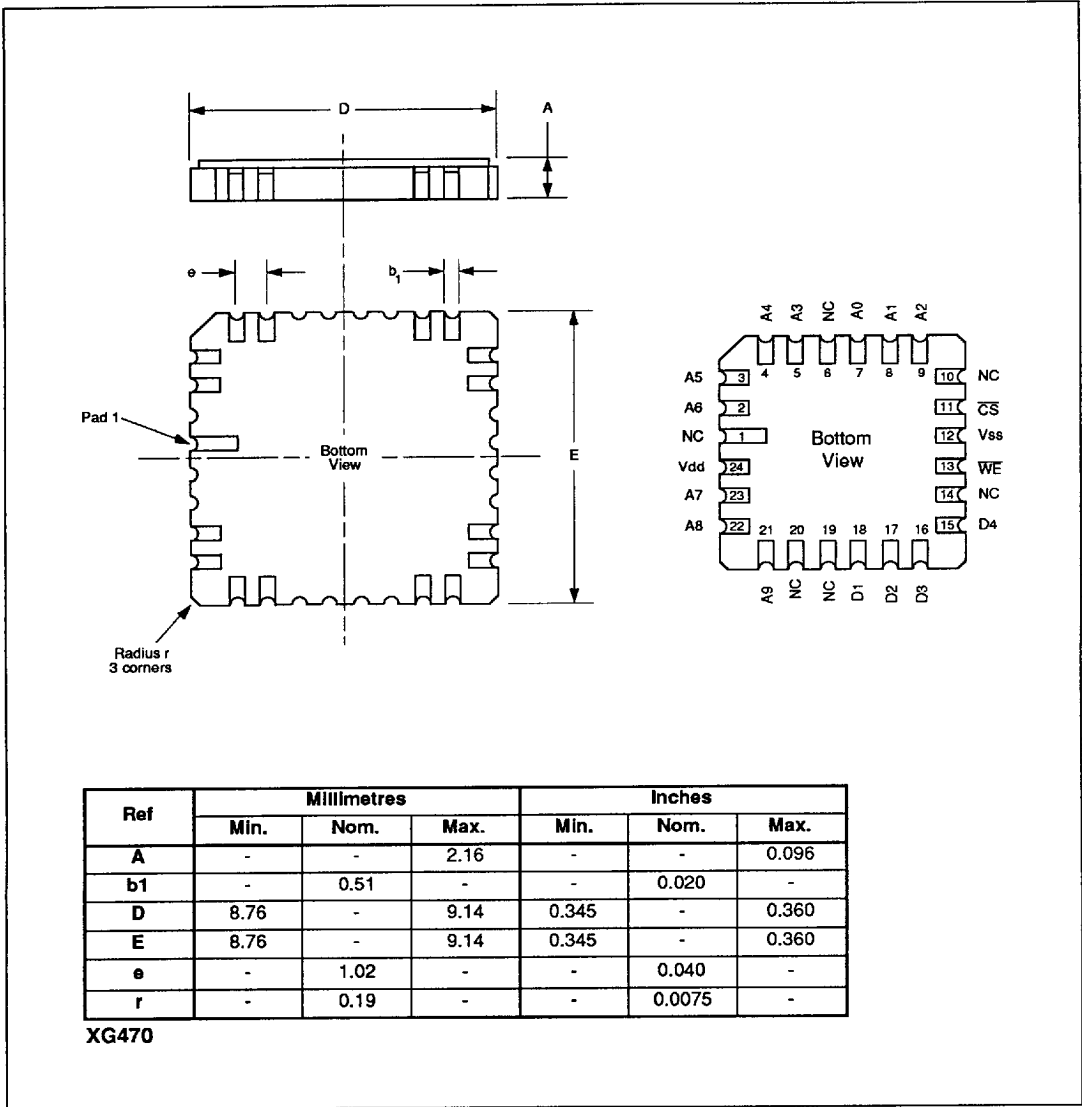 D
A
e
b1
Pad 1
Bottom
View
E
Radius r
3 corners
A4 A3 NC A0 A1 A2
4 5 6 7 8 9
A5 3 10 NC
A6 2 11 C̅S̅
NC 1 12 Vss
Bottom
View
Vdd 24 13 W̅E̅
A7 23 14 NC
A8 22 15 D4
21 20 19 18 17 16
A9 NC NC D1 D2 D3
Ref Millimetres Inches
Min. Nom. Max. Min. Nom. Max.
A - - 2.16 - - 0.096
b1 - 0.51 - - 0.020 -
D 8.76 - 9.14 0.345 - 0.360
E 8.76 - 9.14 0.345 - 0.360
e - 1.02 - - 0.040 -
r - 0.19 - - 0.0075 -
XG470